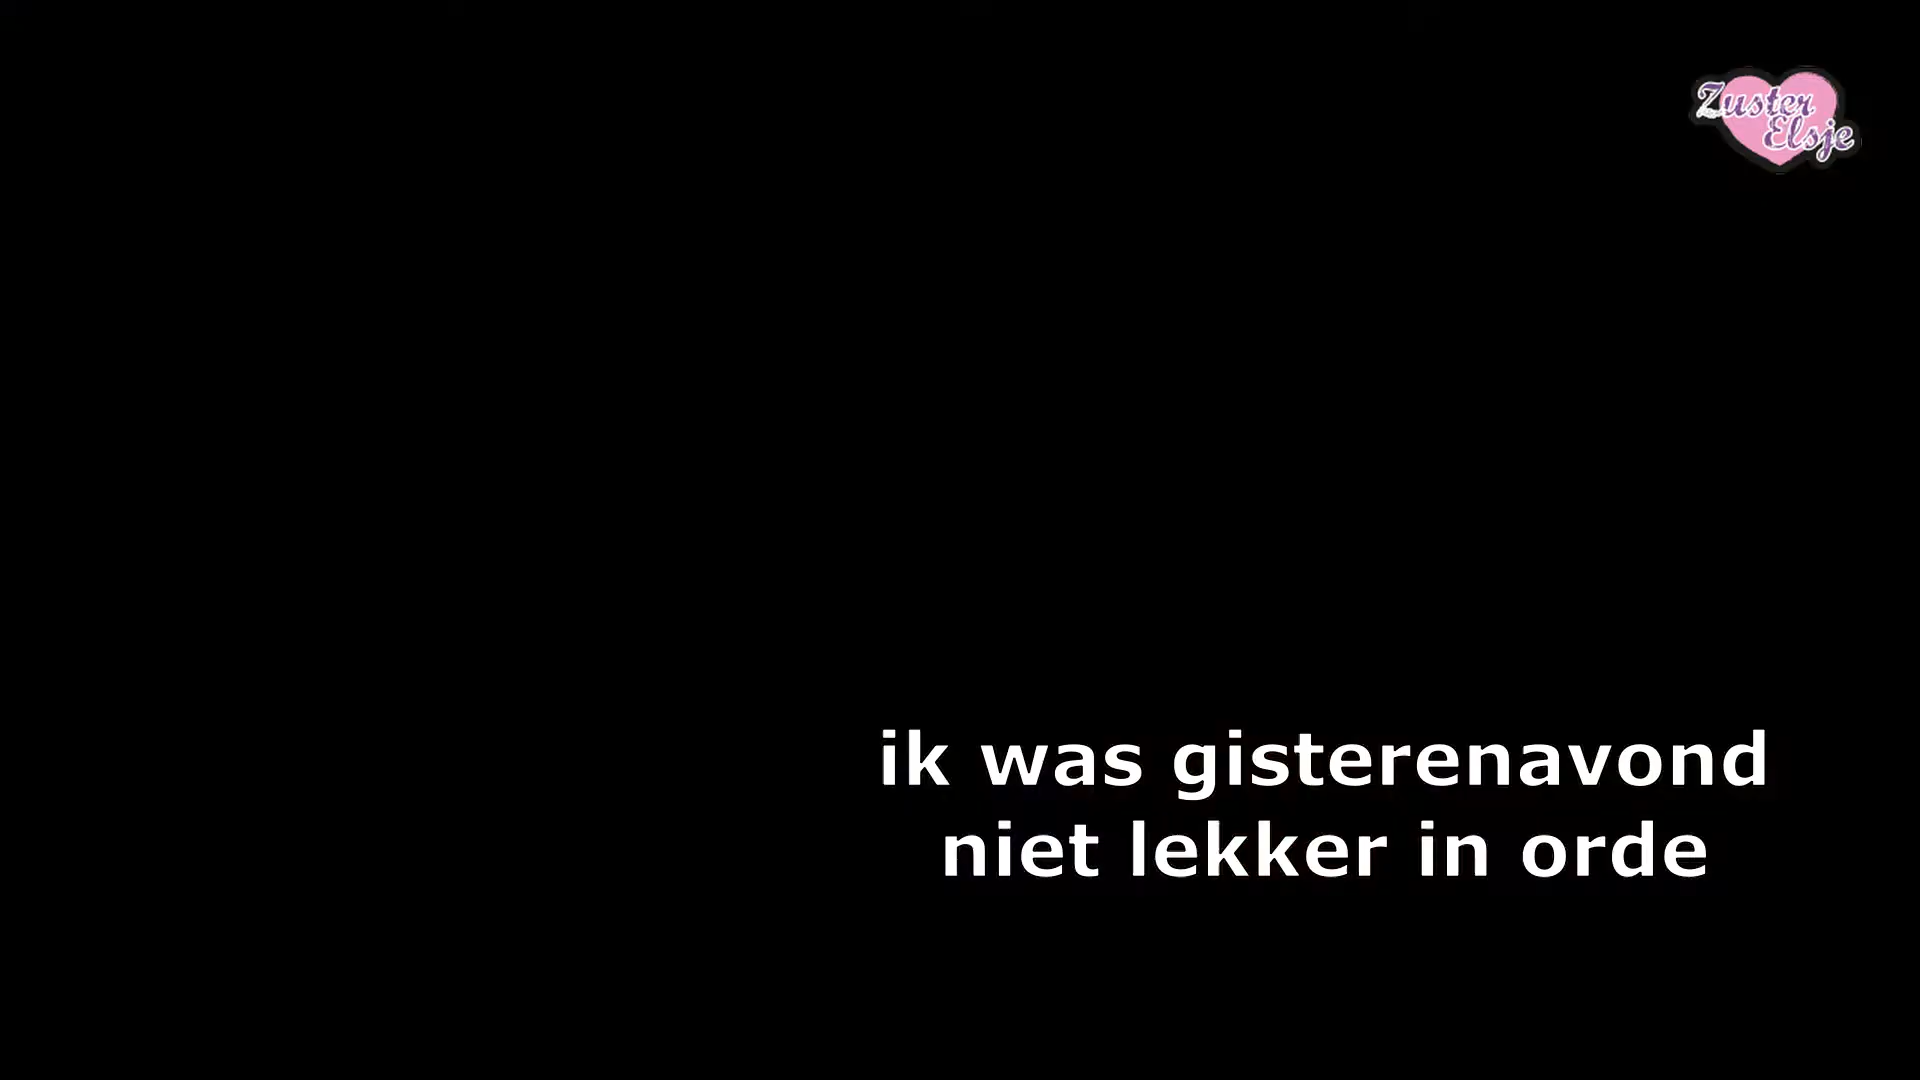 Zuster
Elsje
ik was gisterenavond
niet lekker in orde